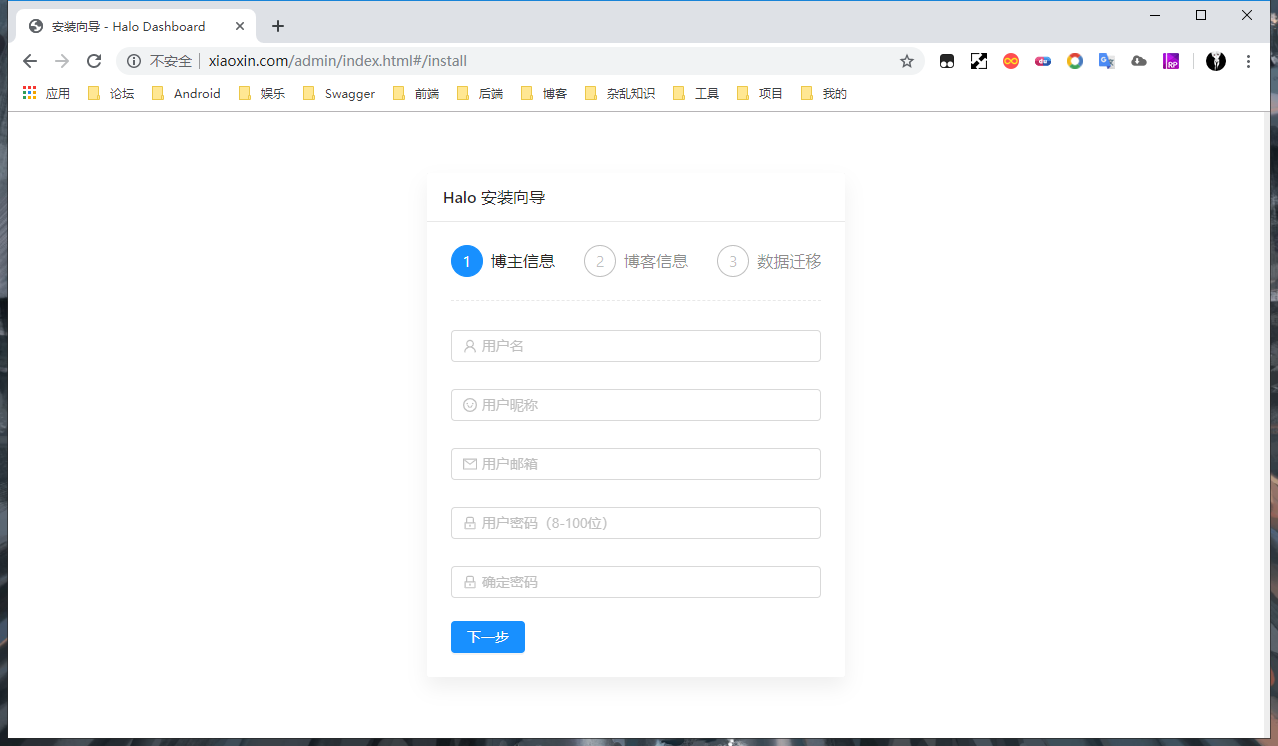 安装向导 - Halo Dashboard
不安全 xiaoxin.com/admin/index.html#/install
应用 论坛 Android 娱乐 Swagger 前端 后端 博客 杂乱知识 工具 项目 我的
Halo 安装向导
1 博主信息 2 博客信息 3 数据迁移
用户名
用户昵称
用户邮箱
用户密码（8-100位）
确定密码
下一步